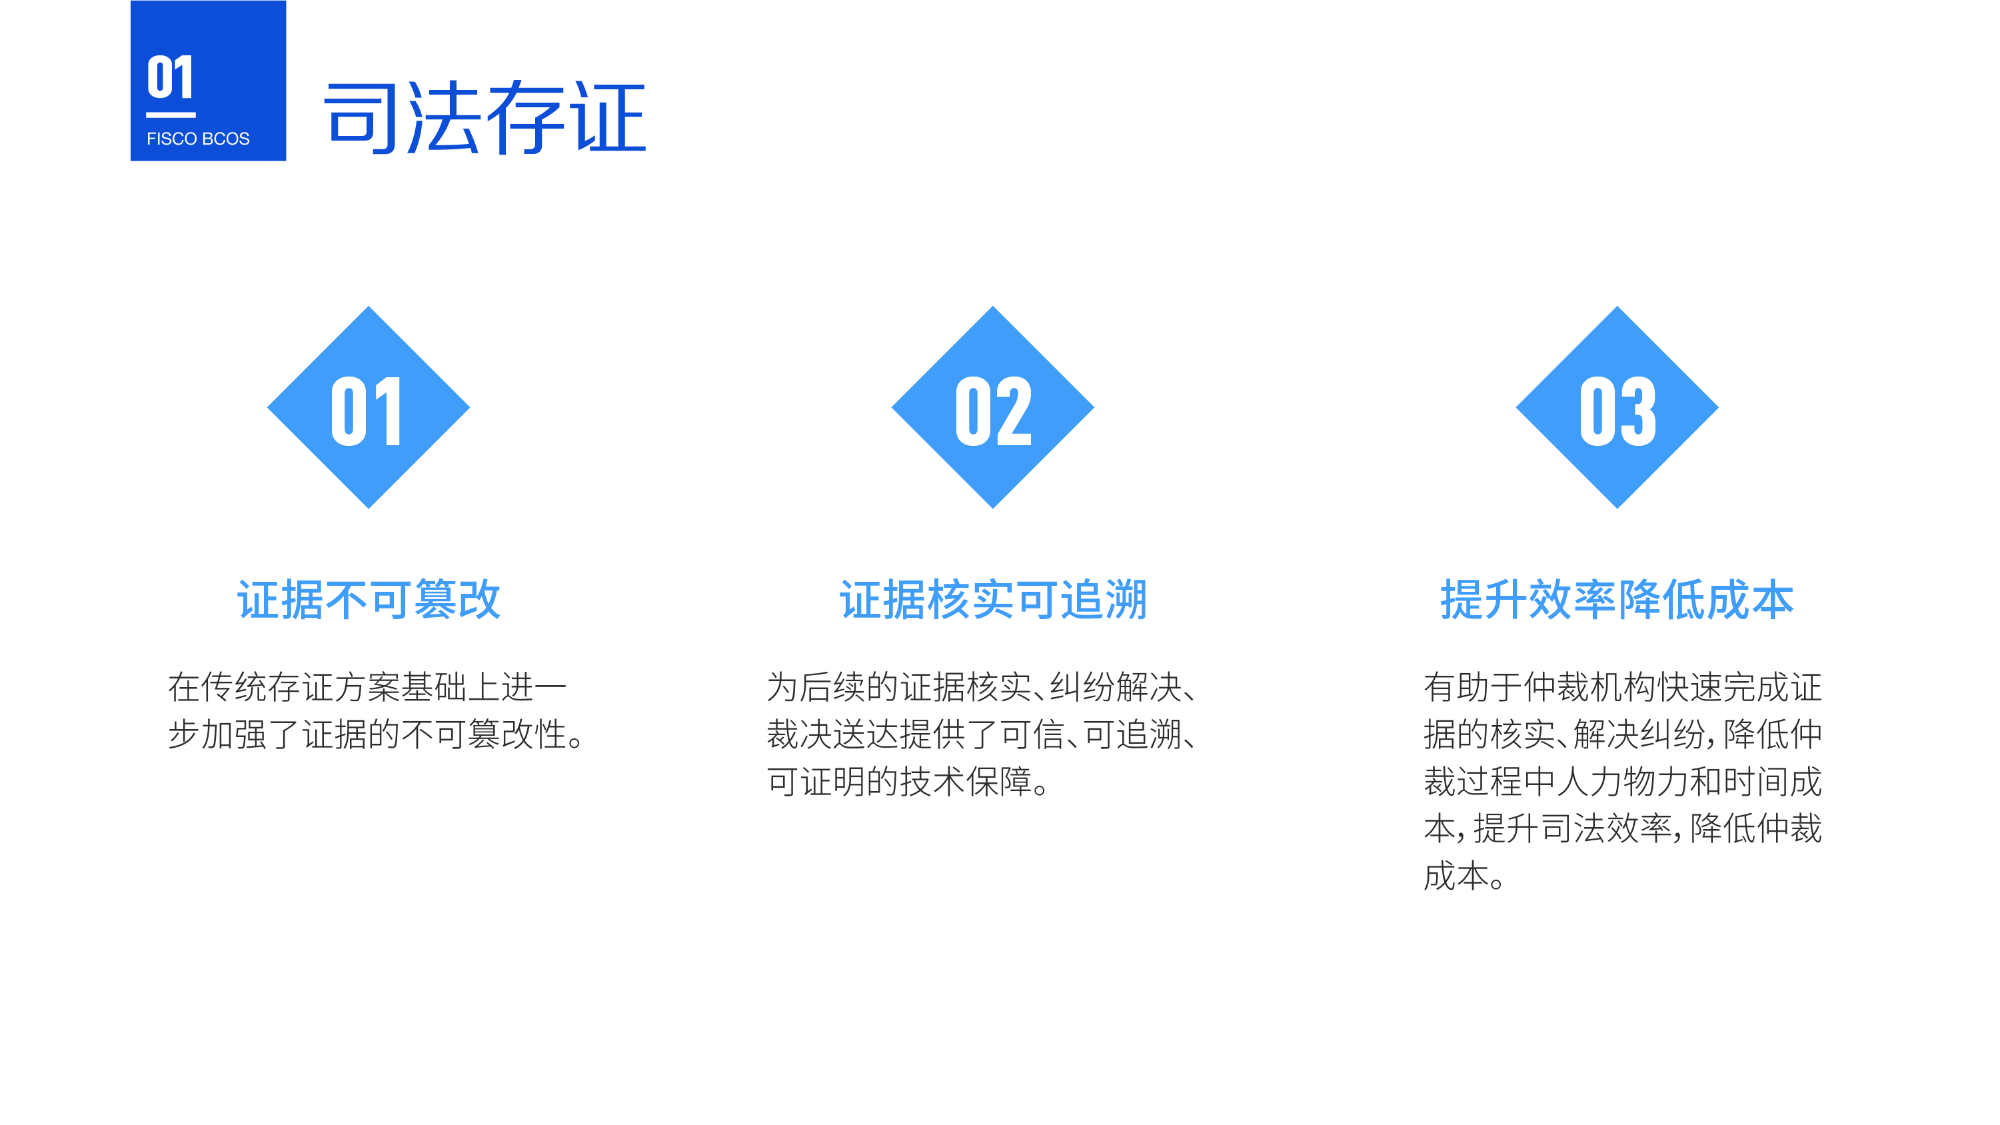 01
FISCO BCOS
司法存证
01
证据不可篡改
在传统存证方案基础上进一
步加强了证据的不可篡改性。
02
证据核实可追溯
为后续的证据核实、纠纷解决、
裁决送达提供了可信、可追溯、
可证明的技术保障。
03
提升效率降低成本
有助于仲裁机构快速完成证
据的核实、解决纠纷，降低仲
裁过程中人力物力和时间成
本，提升司法效率，降低仲裁
成本。